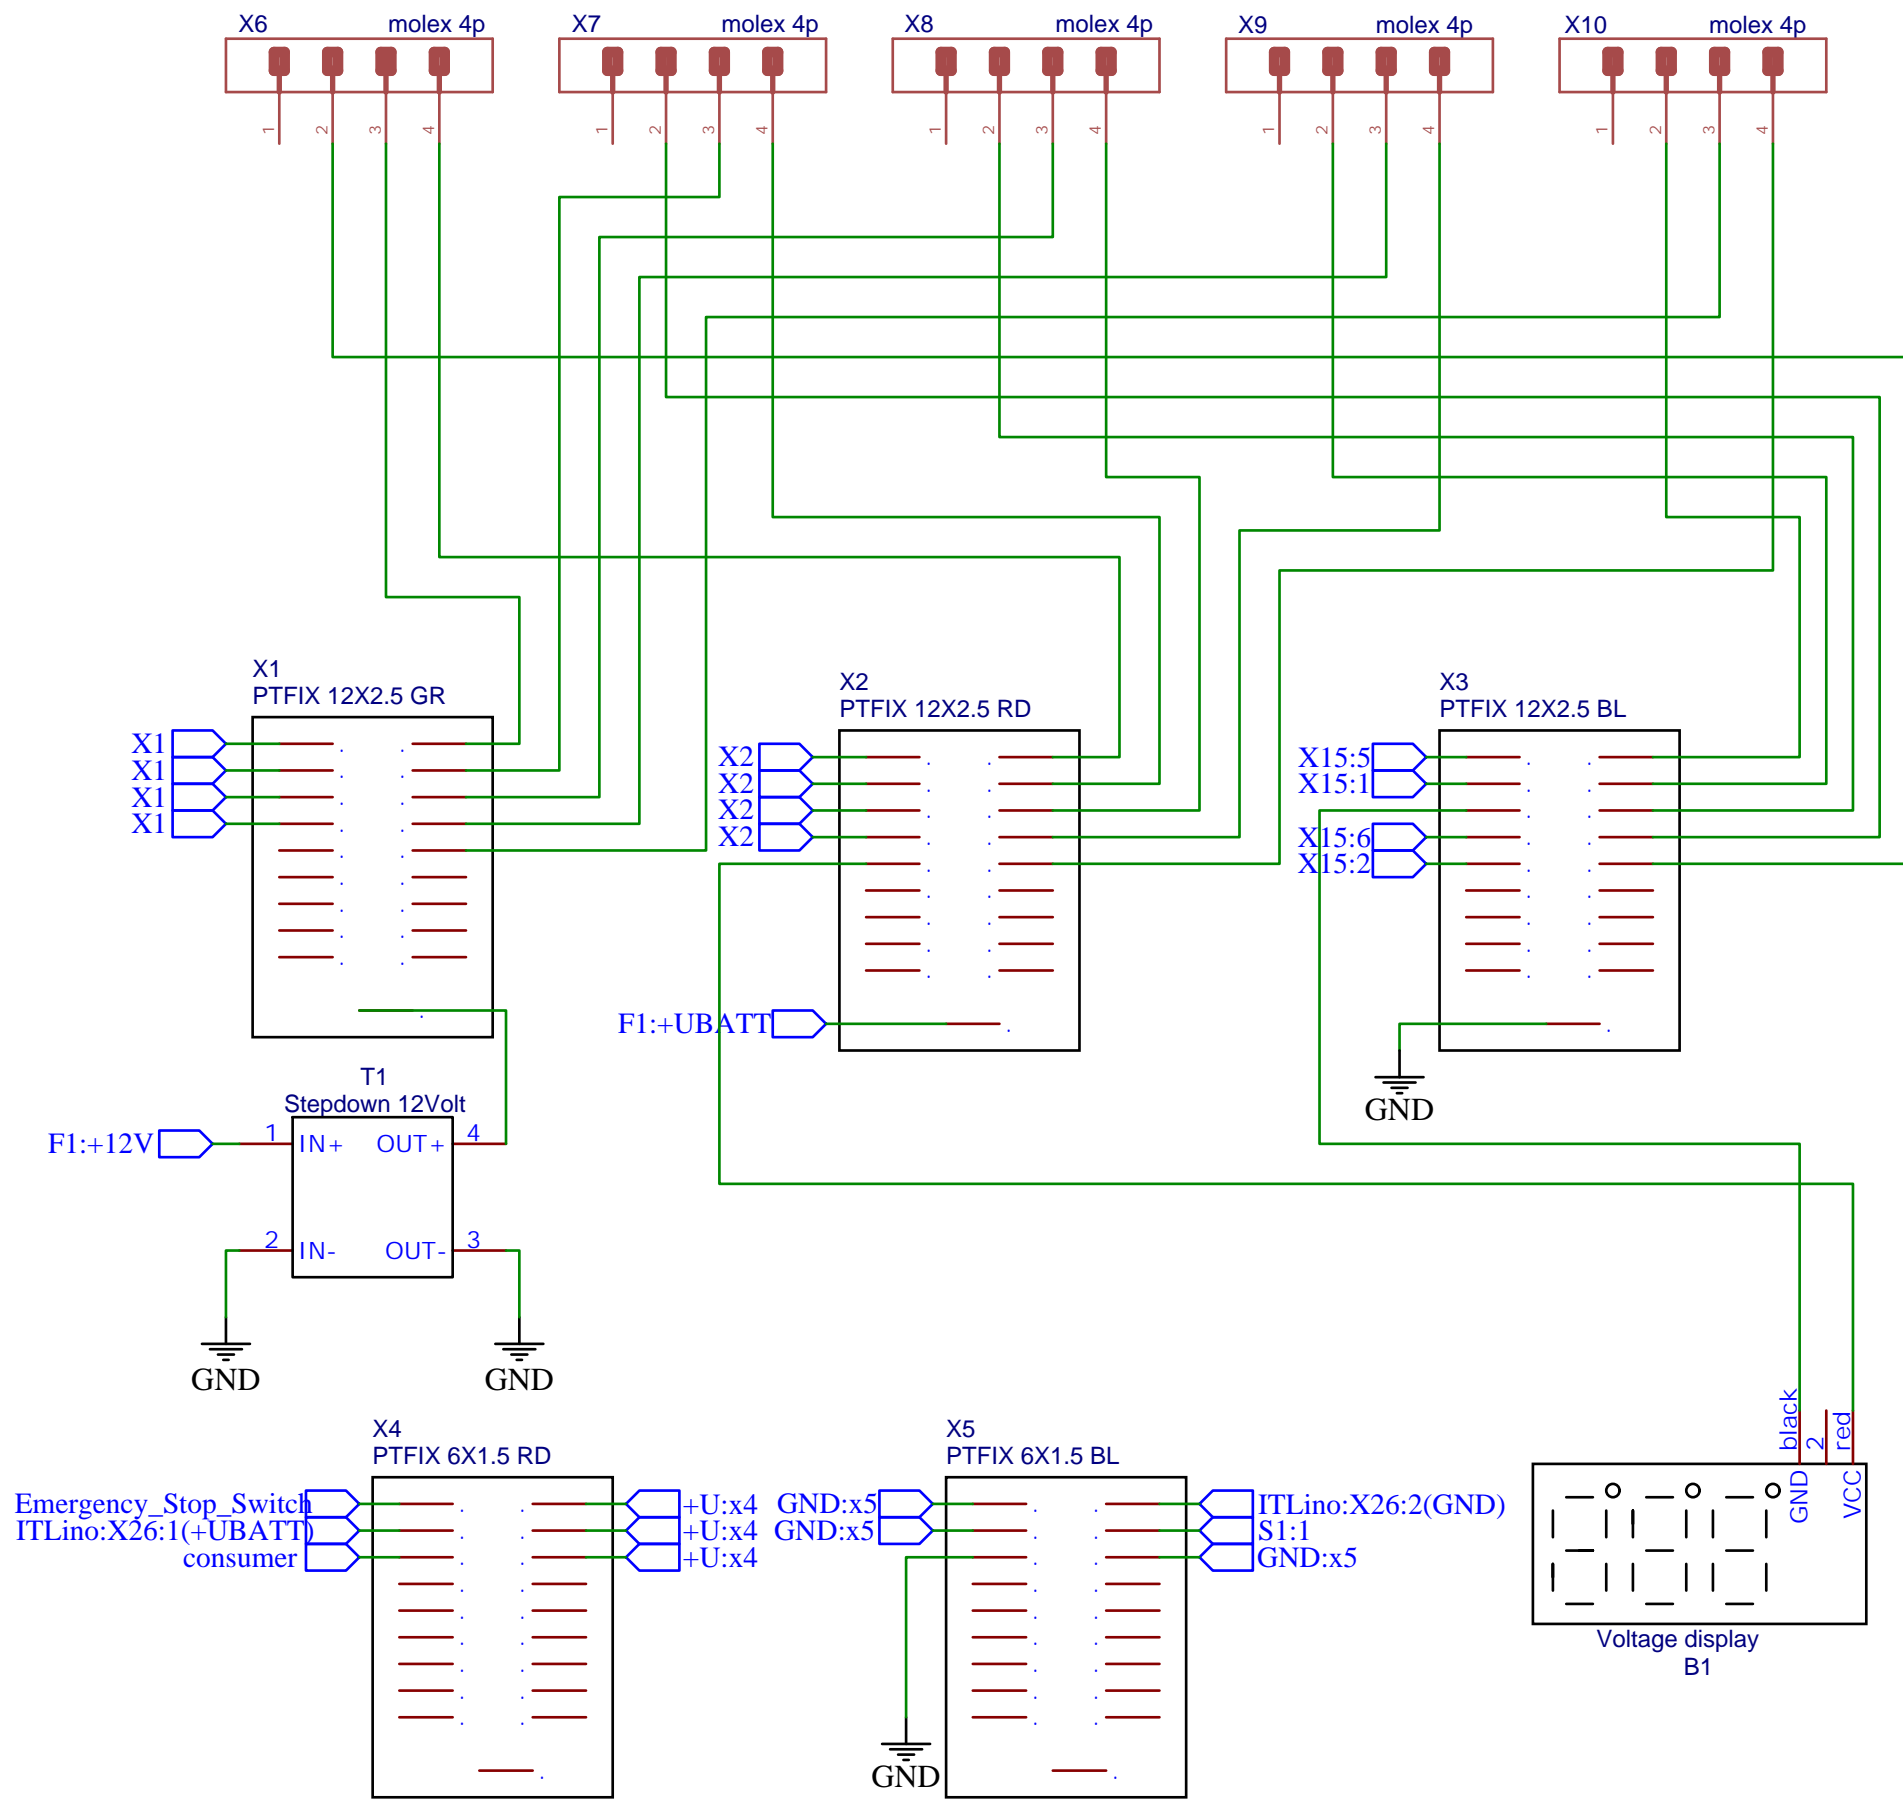 X6 molex 4p
X7 molex 4p
X8 molex 4p
X9 molex 4p
X10 molex 4p
1 2 3 4
1 2 3 4
1 2 3 4
1 2 3 4
1 2 3 4
X1
PTFIX 12X2.5 GR
X1
X1
X1
X1
X2
PTFIX 12X2.5 RD
X2
X2
X2
X2
F1:+UBATT
X3
PTFIX 12X2.5 BL
X15:5
X15:1
X15:6
X15:2
GND
T1
Stepdown 12Volt
F1:+12V
1 IN+ OUT+ 4
2 IN- OUT- 3
GND
GND
X4
PTFIX 6X1.5 RD
Emergency_Stop_Switch
ITLino:X26:1(+UBATT)
consumer
+U:x4
+U:x4
+U:x4
X5
PTFIX 6X1.5 BL
GND:x5
GND:x5
ITLino:X26:2(GND)
S1:1
GND:x5
GND
black
2
red
GND
VCC
Voltage display
B1